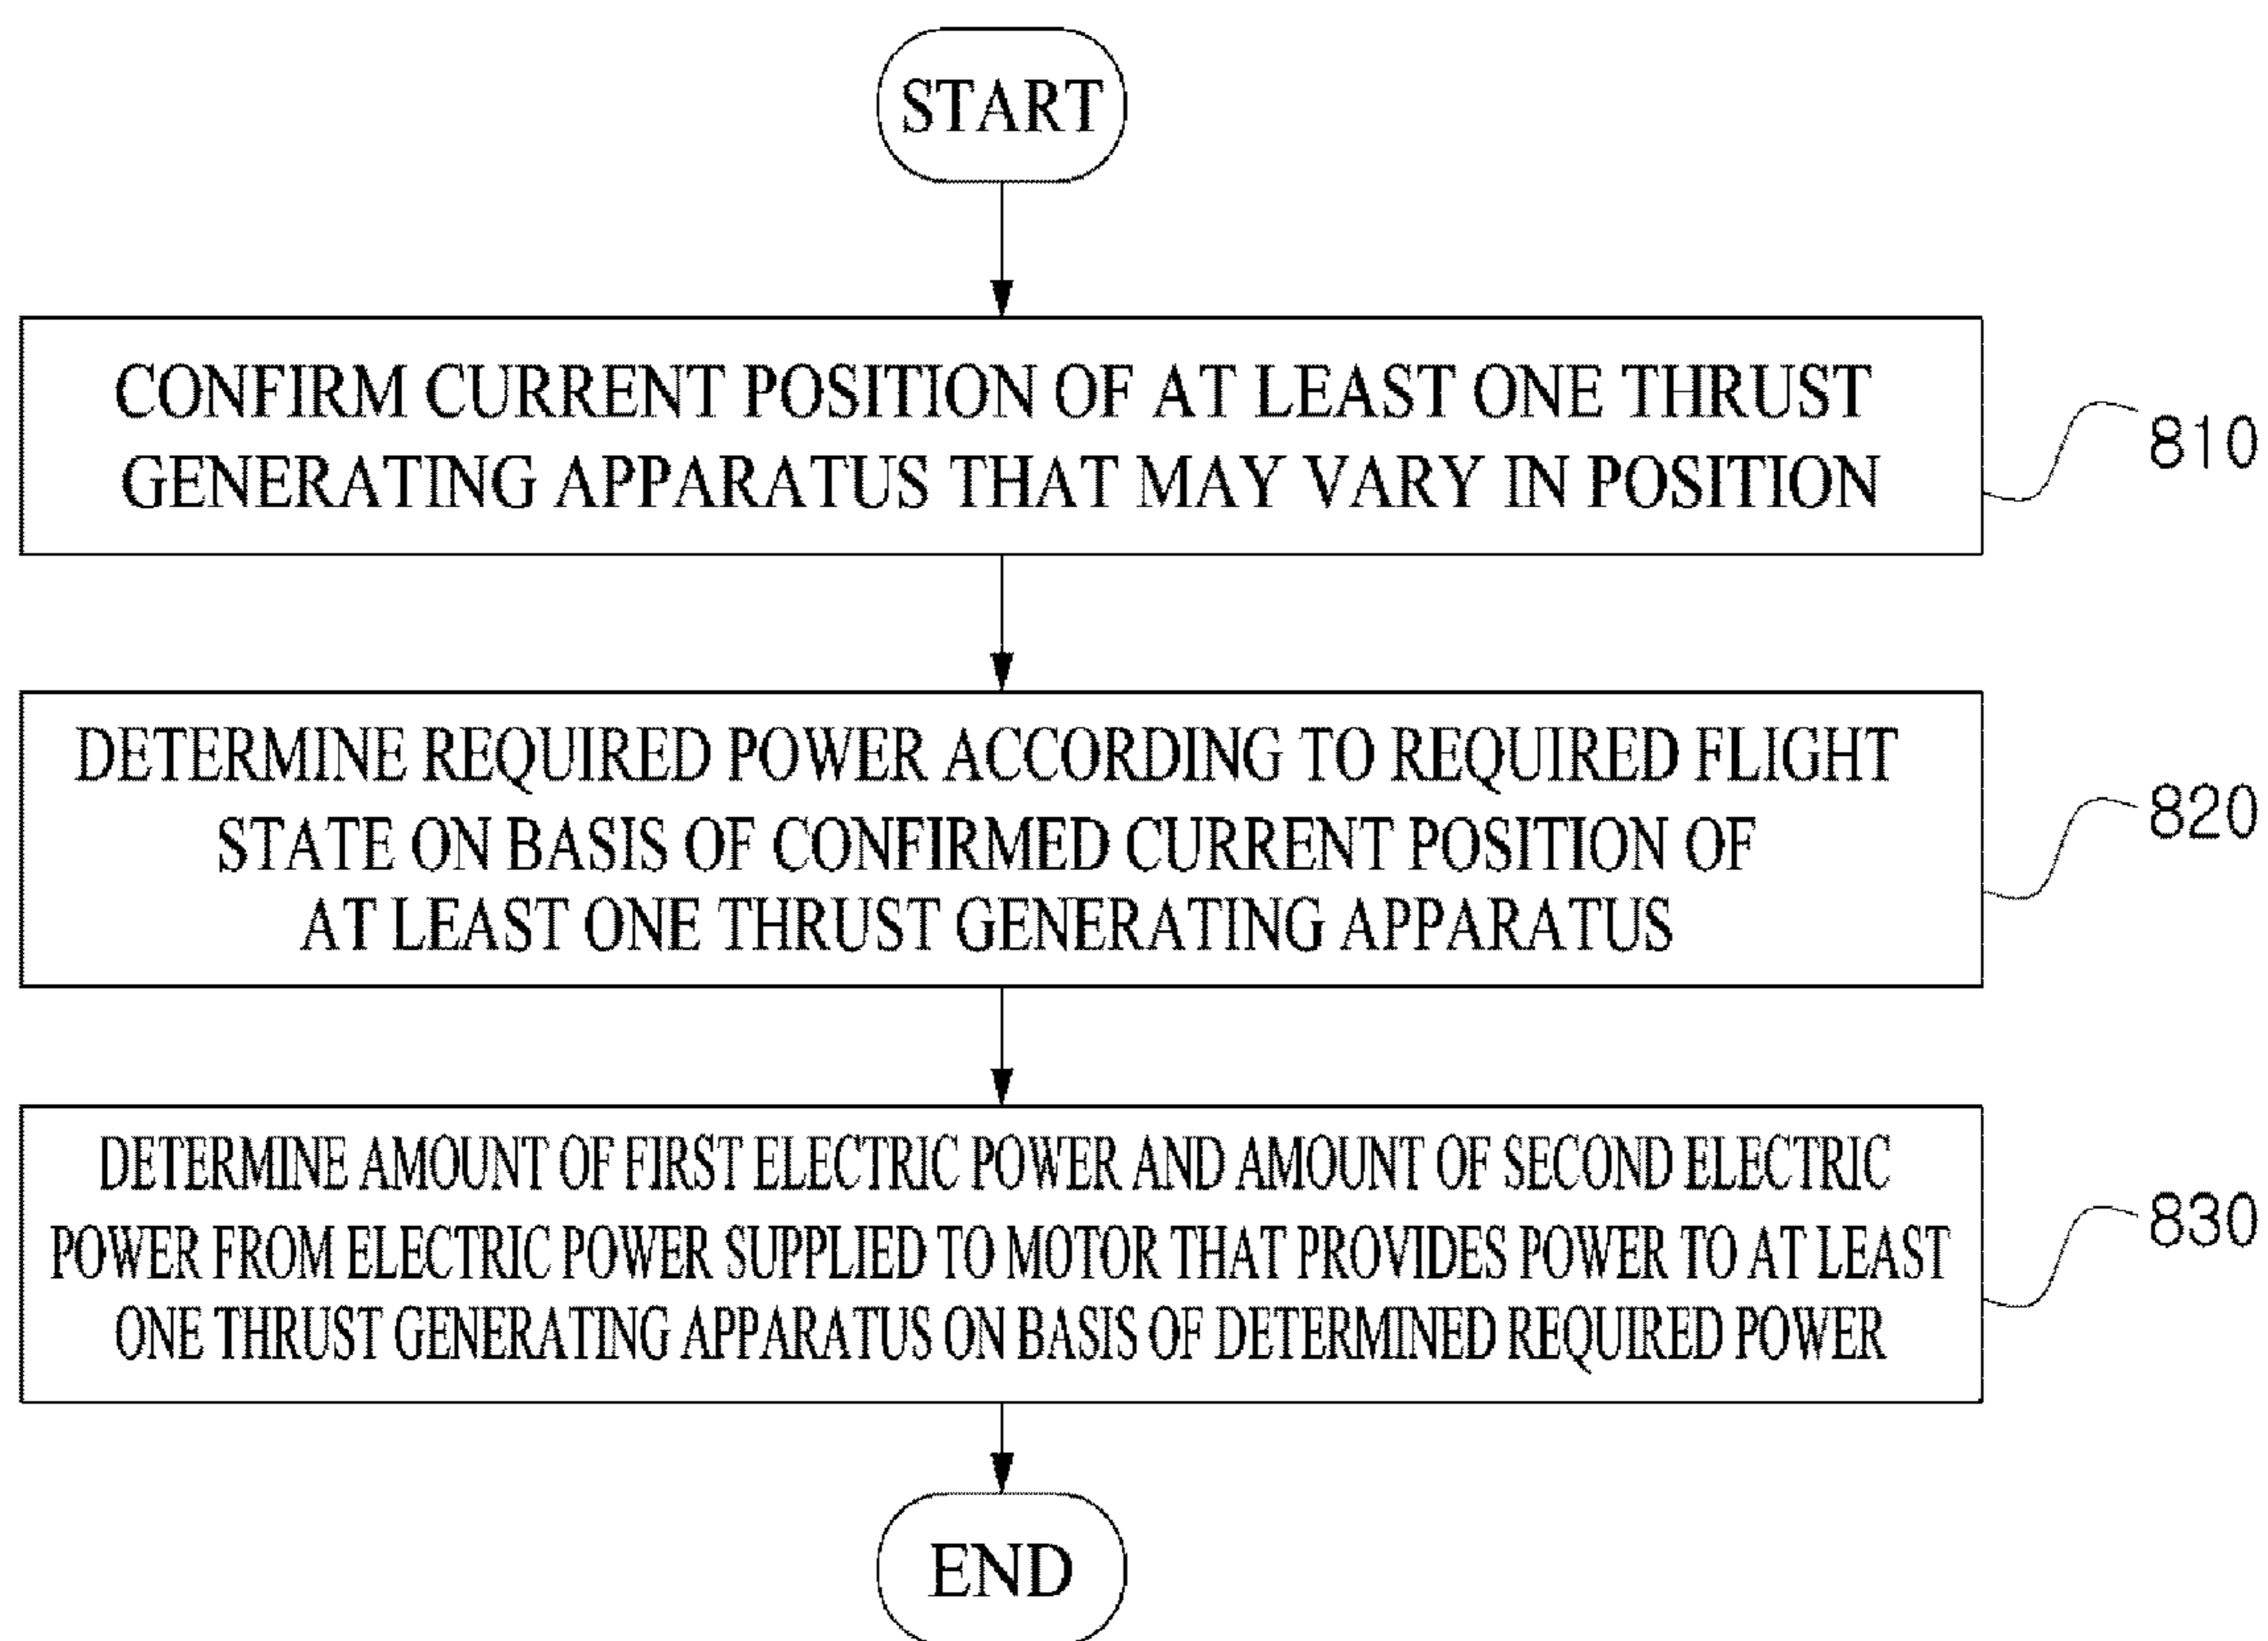 START
CONFIRM CURRENT POSITION OF AT LEAST ONE THRUST
GENERATING APPARATUS THAT MAY VARY IN POSITION
810
DETERMINE REQUIRED POWER ACCORDING TO REQUIRED FLIGHT
STATE ON BASIS OF CONFIRMED CURRENT POSITION OF
AT LEAST ONE THRUST GENERATING APPARATUS
820
DETERMINE AMOUNT OF FIRST ELECTRIC POWER AND AMOUNT OF SECOND ELECTRIC
POWER FROM ELECTRIC POWER SUPPLIED TO MOTOR THAT PROVIDES POWER TO AT LEAST
ONE THRUST GENERATING APPARATUS ON BASIS OF DETERMINED REQUIRED POWER
830
END